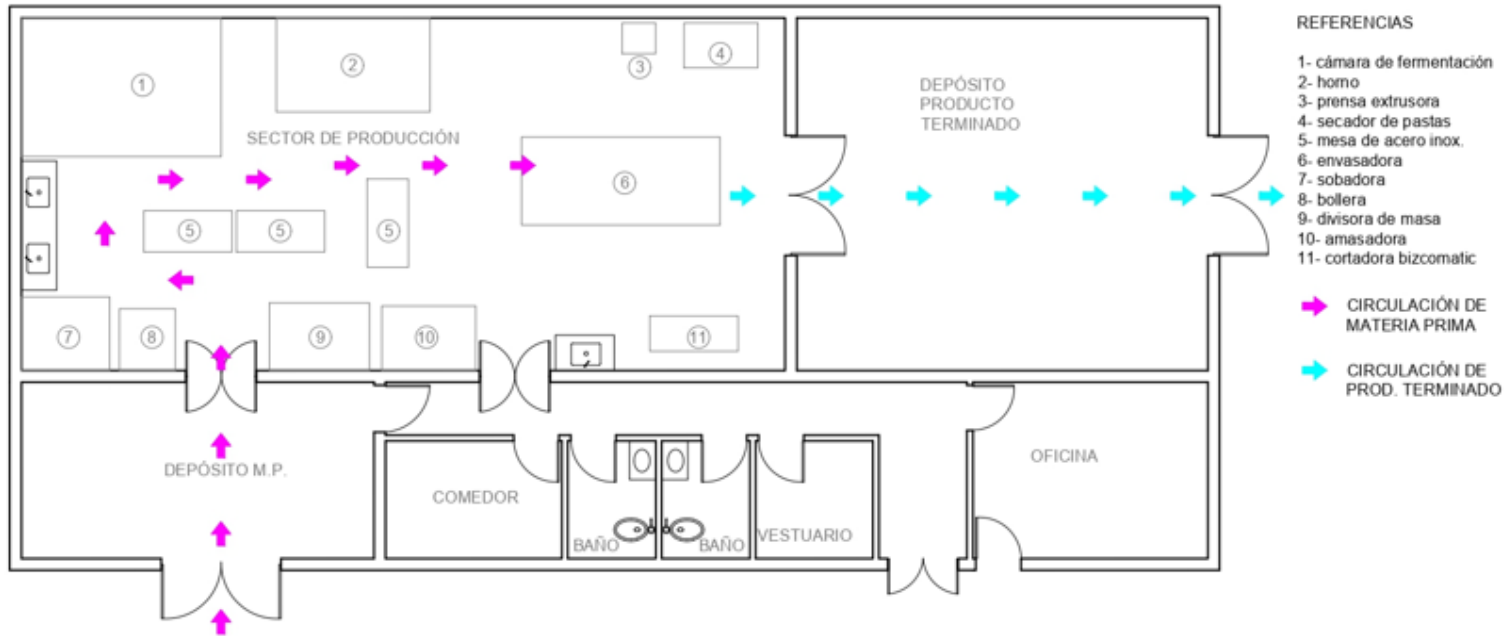 1
2
3
4
SECTOR DE PRODUCCIÓN
6
5
5
5
7
8
9
10
11
DEPÓSITO
PRODUCTO
TERMINADO
DEPÓSITO M.P.
COMEDOR
BAÑO
BAÑO
VESTUARIO
OFICINA
REFERENCIAS
1- cámara de fermentación
2- horno
3- prensa extrusora
4- secador de pastas
5- mesa de acero inox.
6- envasadora
7- sobadora
8- bollera
9- divisora de masa
10- amasadora
11- cortadora bizcomatic
CIRCULACIÓN DE
MATERIA PRIMA
CIRCULACIÓN DE
PROD. TERMINADO